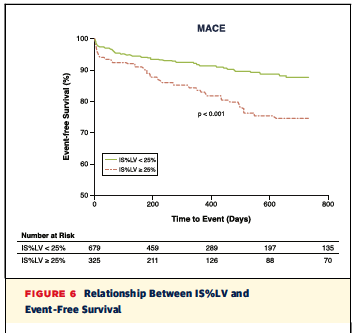 MACE
100
90
80
70
60
50
Event-free Survival (%)
p < 0.001
IS%LV < 25%
IS%LV ≥ 25%
0 200 400 600 800
Time to Event (Days)
Number at Risk
IS%LV < 25% 679 459 289 197 135
IS%LV ≥ 25% 325 211 126 88 70
FIGURE 6 Relationship Between IS%LV and
Event-Free Survival